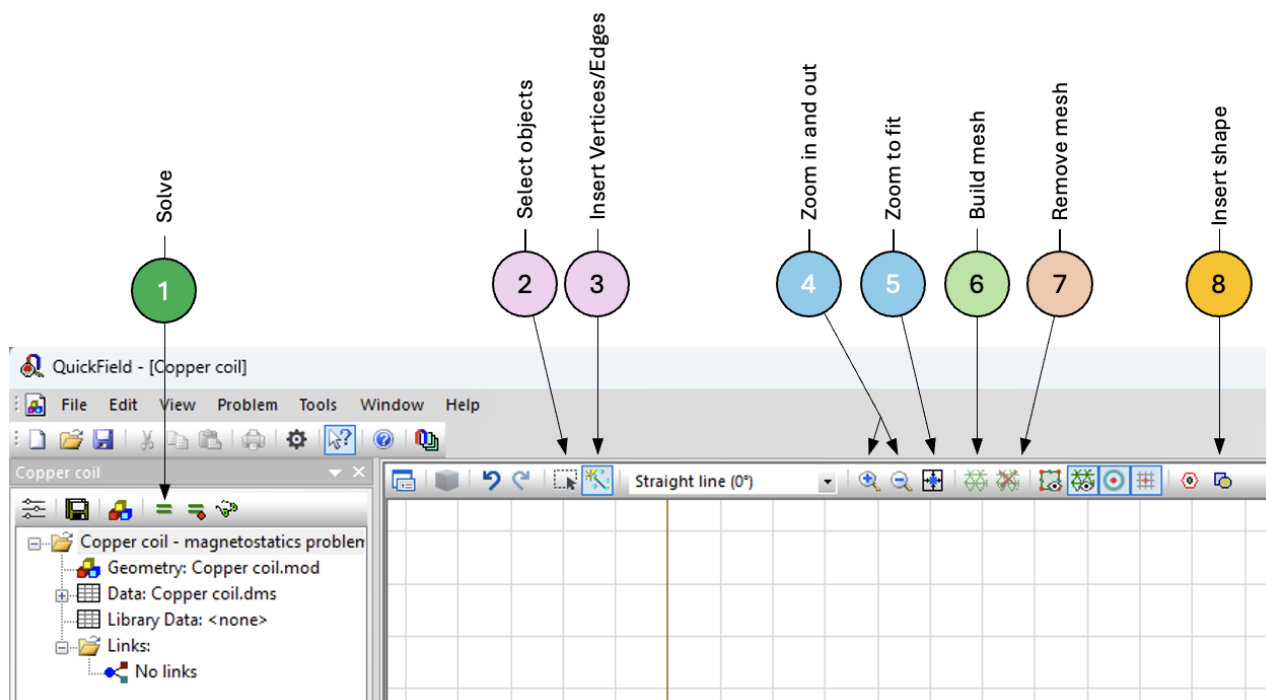 Solve
Select objects
Insert Vertices/Edges
Zoom in and out
Zoom to fit
Build mesh
Remove mesh
Insert shape
1
2
3
4
5
6
7
8
QuickField - [Copper coil]
File Edit View Problem Tools Window Help
Copper coil
Straight line (0°)
Copper coil - magnetostatics problem
Geometry: Copper coil.mod
Data: Copper coil.dms
Library Data: <none>
Links:
No links